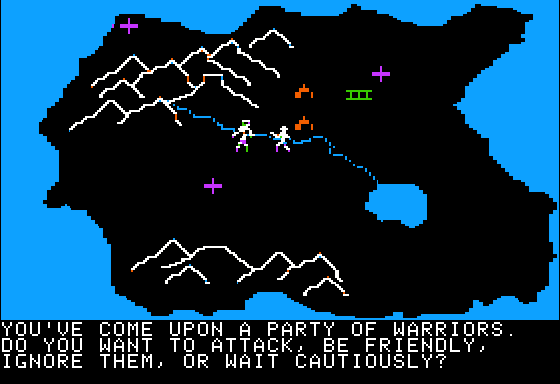 YOU'VE COME UPON A PARTY OF WARRIORS.
DO YOU WANT TO ATTACK, BE FRIENDLY,
IGNORE THEM, OR WAIT CAUTIOUSLY?